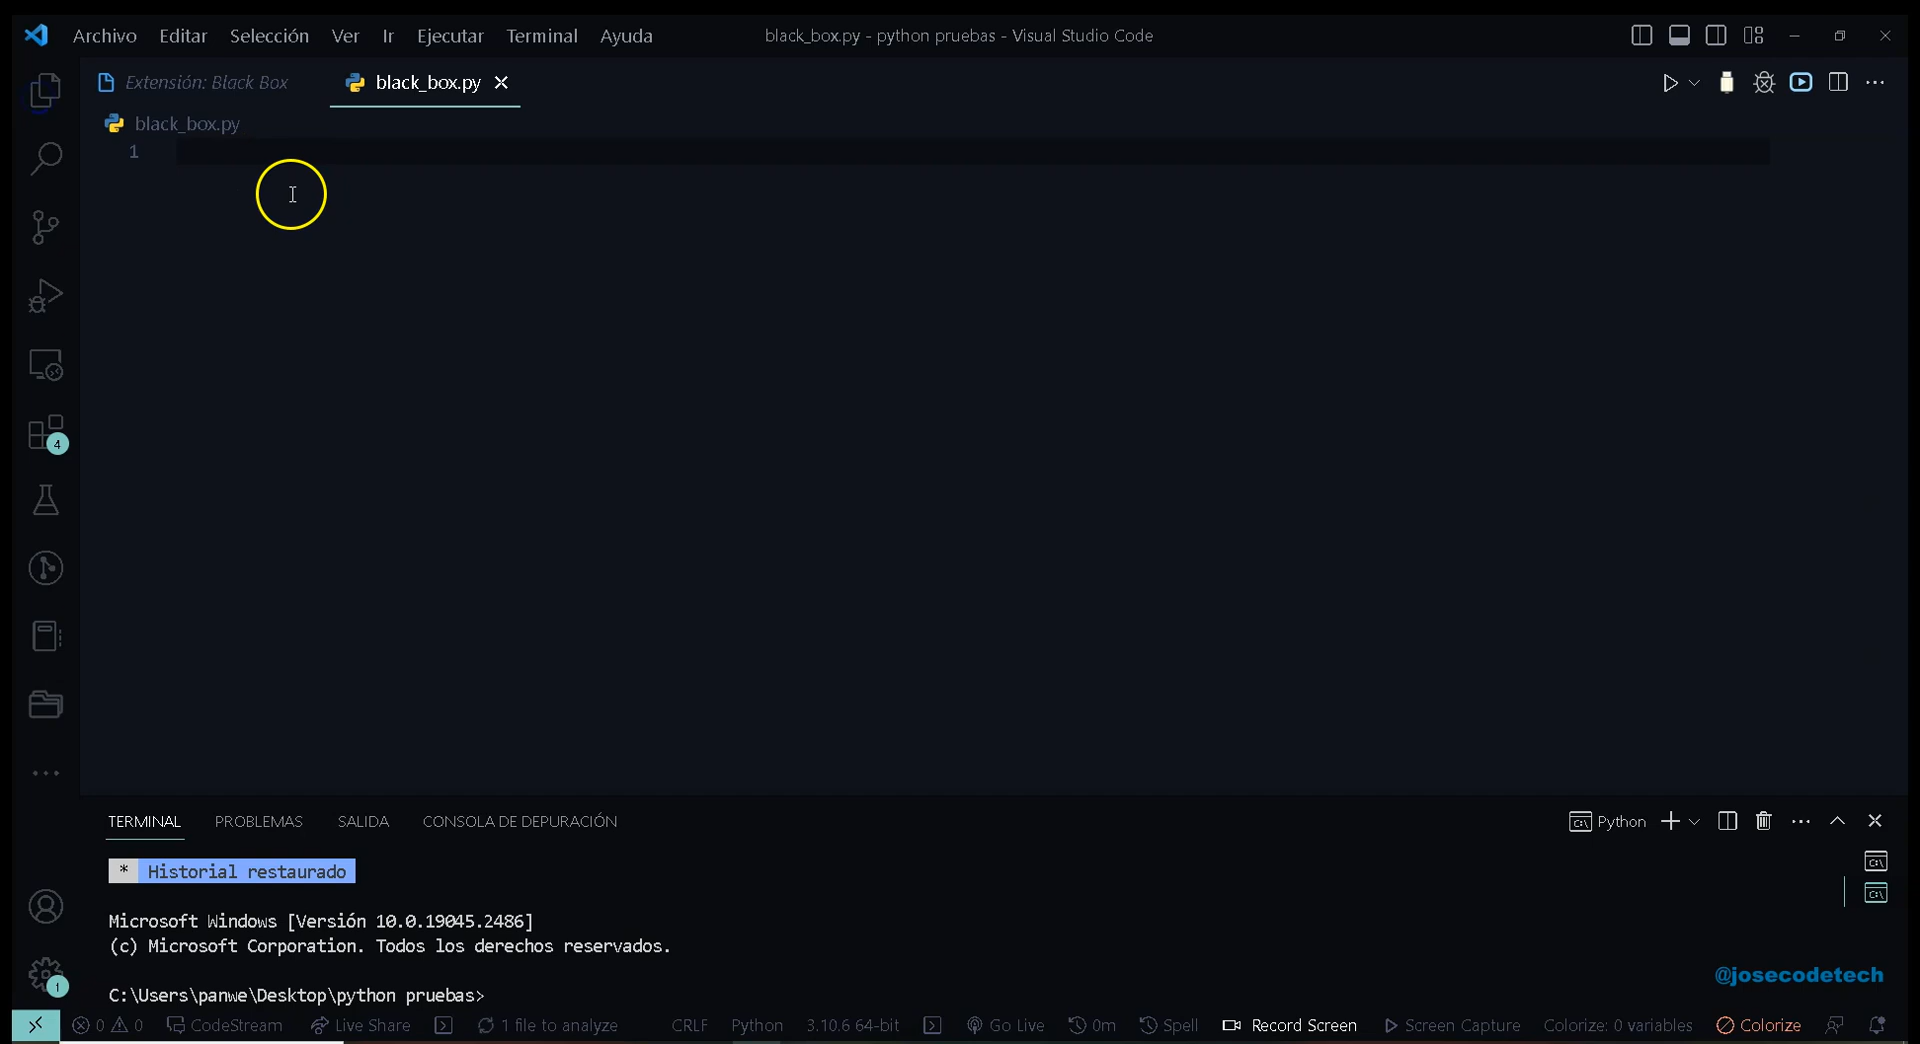 Archivo Editar Selección Ver Ir Ejecutar Terminal Ayuda black_box.py - python pruebas - Visual Studio Code
Extensión: Black Box black_box.py
black_box.py
1
4
TERMINAL PROBLEMAS SALIDA CONSOLA DE DEPURACIÓN Python
* Historial restaurado
Microsoft Windows [Versión 10.0.19045.2486]
(c) Microsoft Corporation. Todos los derechos reservados.
@josecodetech
1
C:\Users\panwe\Desktop\python pruebas>
0 0 CodeStream Live Share 1 file to analyze CRLF Python 3.10.6 64-bit Go Live 0m Spell Record Screen Screen Capture Colorize: 0 variables Colorize